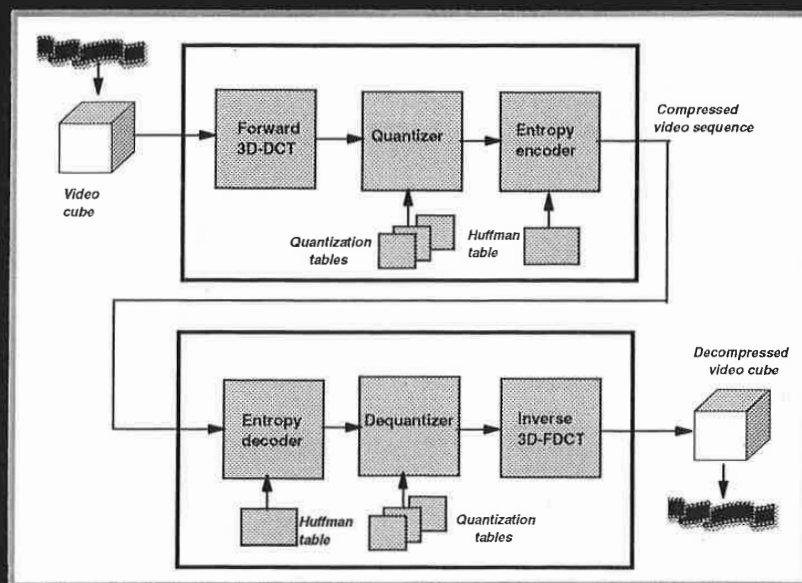 Video
cube
Forward
3D-DCT
Quantizer
Entropy
encoder
Compressed
video sequence
Quantization
tables
Huffman
table
Entropy
decoder
Dequantizer
Inverse
3D-FDCT
Decompressed
video cube
Huffman
table
Quantization
tables